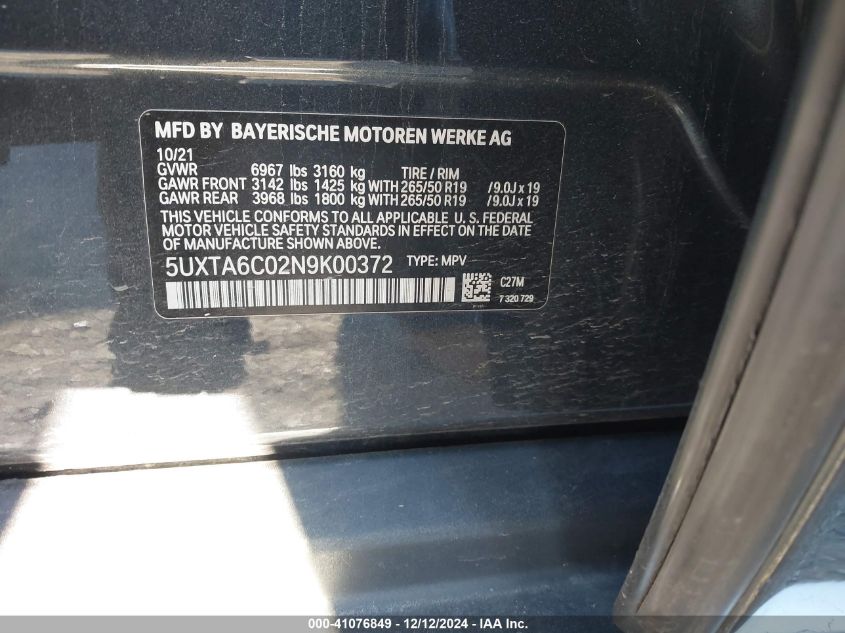 MFD BY BAYERISCHE MOTOREN WERKE AG
10/21
GVWR 6967 lbs 3160 kg TIRE / RIM
GAWR FRONT 3142 lbs 1425 kg WITH 265/50 R19 /9.0J x 19
GAWR REAR 3968 lbs 1800 kg WITH 265/50 R19 /9.0J x 19
THIS VEHICLE CONFORMS TO ALL APPLICABLE U. S. FEDERAL
MOTOR VEHICLE SAFETY STANDARDS IN EFFECT ON THE DATE
OF MANUFACTURE SHOWN ABOVE.
5UXTA6C02N9K00372 TYPE: MPV
C27M
7 320 729
000-41076849 - 12/12/2024 - IAAI.com